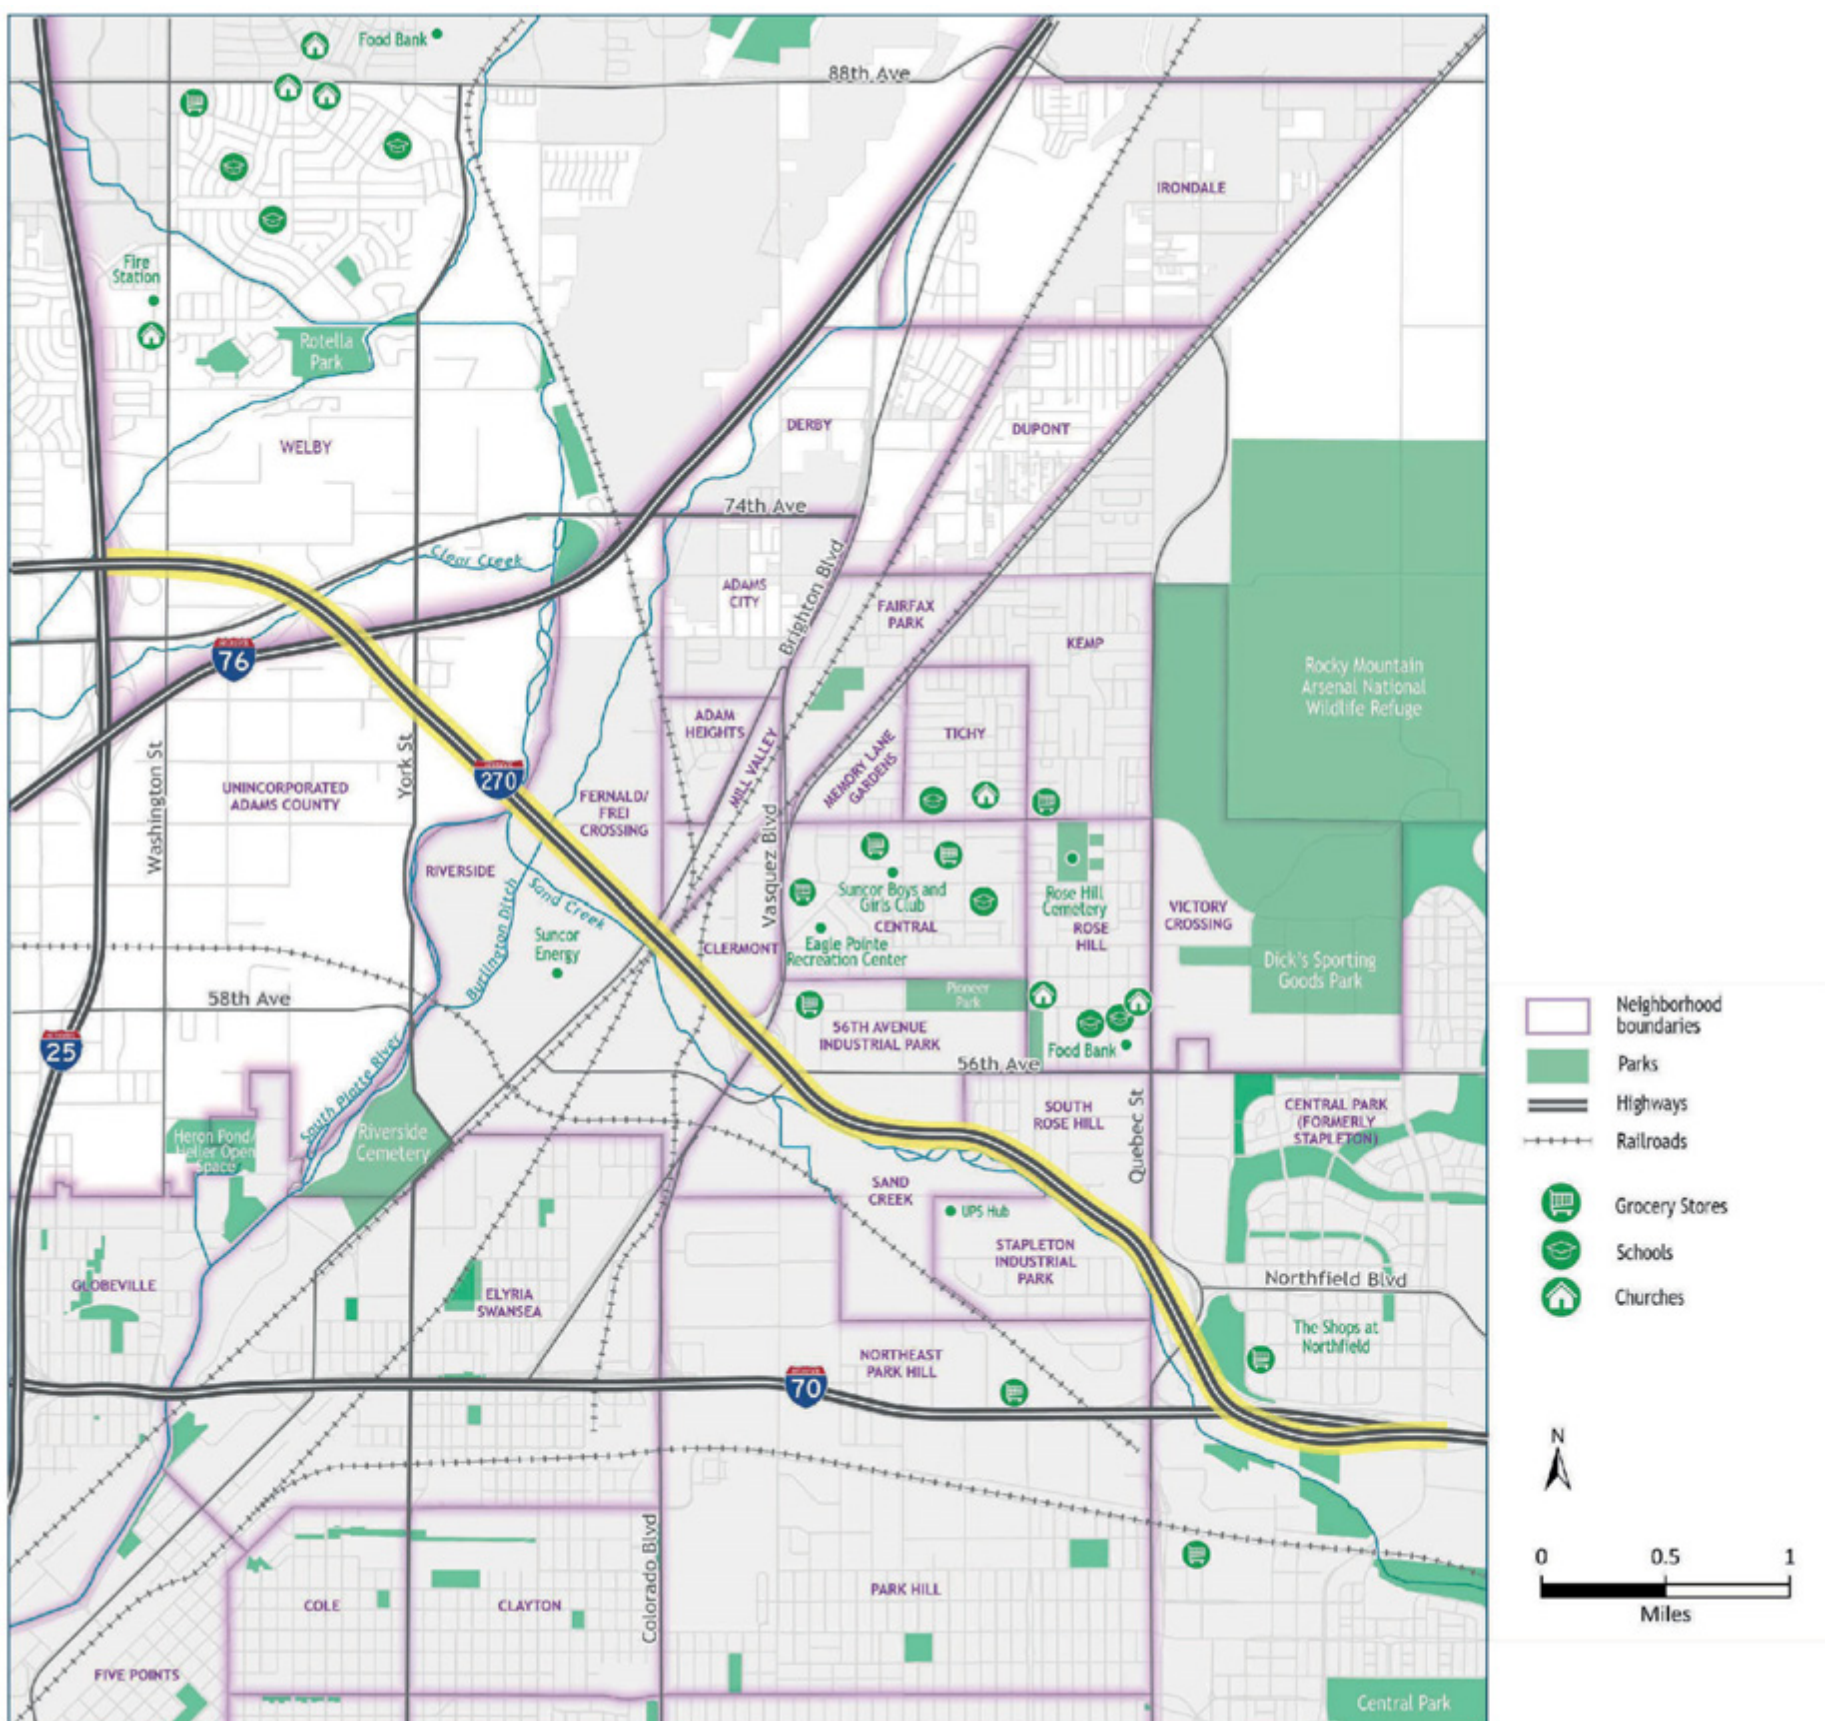 Food Bank
88th Ave
IRONDALE
Fire
Station
Rotella
Park
WELBY
DERBY
DUPONT
74th Ave
Clear Creek
ADAMS
CITY
Brighton Blvd
FAIRFAX
PARK
KEMP
76
Rocky Mountain
Arsenal National
Wildlife Refuge
ADAM
HEIGHTS
MILL VALLEY
MEMORY LANE
GARDENS
TICHY
Washington St
York St
270
UNINCORPORATED
ADAMS COUNTY
FERNALD/
FREI
CROSSING
Vasquez Blvd
RIVERSIDE
Sand Creek
Burlington Ditch
Suncor
Energy
Suncor Boys and
Girls Club
CENTRAL
Eagle Pointe
Recreation Center
CLERMONT
Rose Hill
Cemetery
ROSE
HILL
VICTORY
CROSSING
Dick's Sporting
Goods Park
Pioneer
Park
58th Ave
25
56TH AVENUE
INDUSTRIAL PARK
Food Bank
56th Ave
South Platte River
Heron Pond/
Heller Open
Space
Riverside
Cemetery
SOUTH
ROSE HILL
Quebec St
CENTRAL PARK
(FORMERLY
STAPLETON)
SAND
CREEK
UPS Hub
STAPLETON
INDUSTRIAL
PARK
Northfield Blvd
The Shops at
Northfield
GLOBEVILLE
ELYRIA
SWANSEA
NORTHEAST
PARK HILL
70
COLE
CLAYTON
Colorado Blvd
PARK HILL
FIVE POINTS
Central Park
Neighborhood
boundaries
Parks
Highways
Railroads
Grocery Stores
Schools
Churches
N
0 0.5 1
Miles